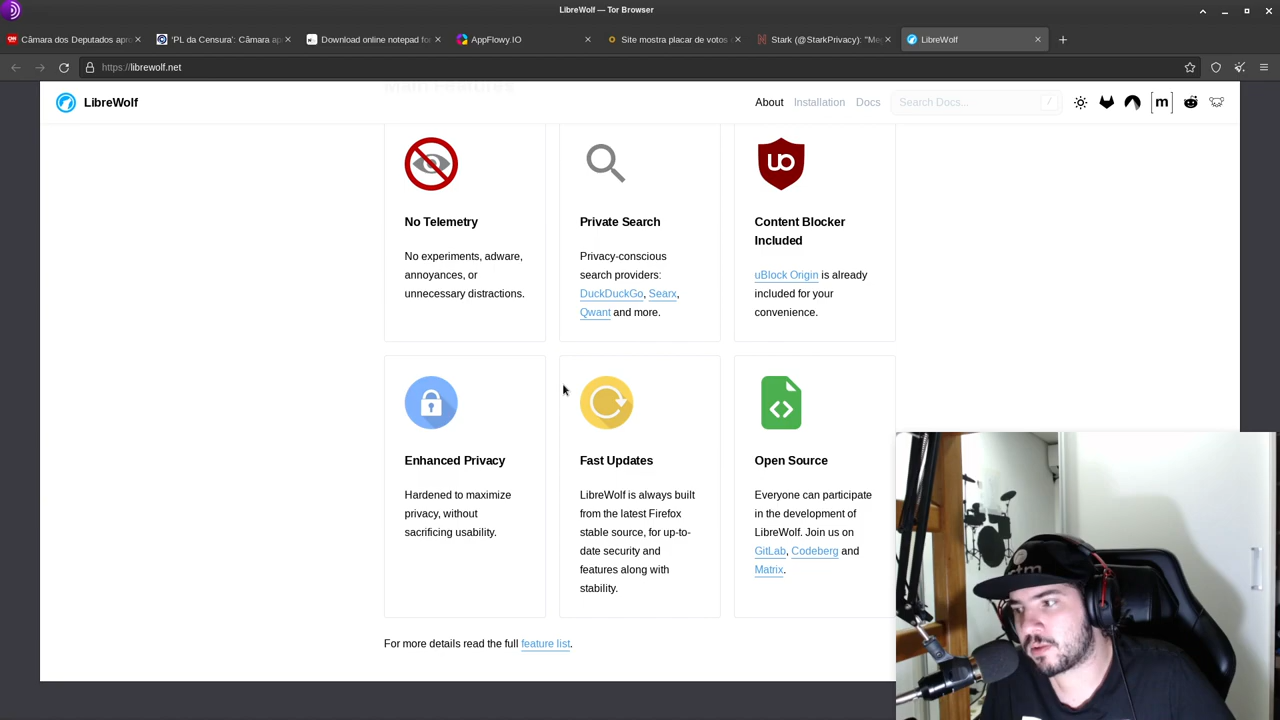 LibreWolf — Tor Browser
Câmara dos Deputados apro
'PL da Censura': Câmara ap
Download online notepad for
AppFlowy.IO
Site mostra placar de votos
Stark (@StarkPrivacy): "Me
LibreWolf
https://librewolf.net
LibreWolf
About
Installation
Docs
Search Docs...
/
m
No Telemetry
No experiments, adware,
annoyances, or
unnecessary distractions.
Private Search
Privacy-conscious
search providers:
DuckDuckGo, Searx,
Qwant and more.
Content Blocker
Included
uBlock Origin is already
included for your
convenience.
Enhanced Privacy
Hardened to maximize
privacy, without
sacrificing usability.
Fast Updates
LibreWolf is always built
from the latest Firefox
stable source, for up-to-
date security and
features along with
stability.
Open Source
Everyone can participate
in the development of
LibreWolf. Join us on
GitLab, Codeberg and
Matrix.
For more details read the full feature list.